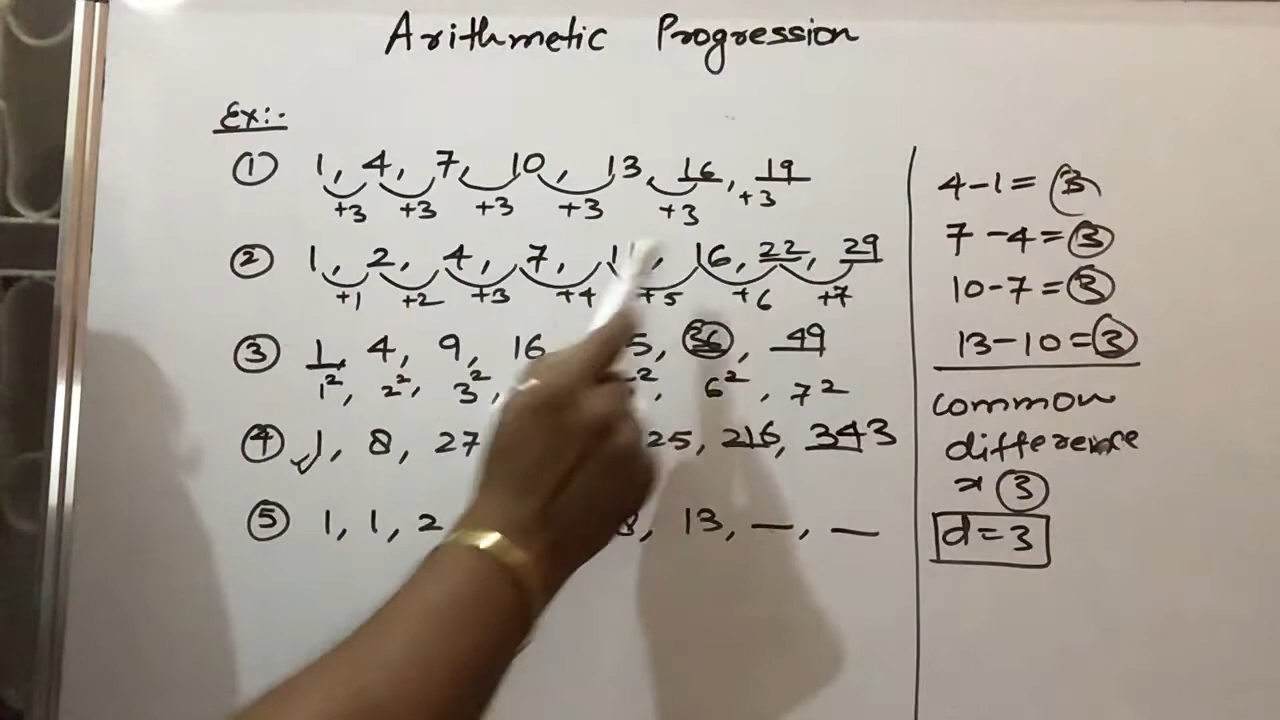 Arithmetic Progression
Ex:-
① 1, 4, 7, 10, 13, 16, 19
+3 +3 +3 +3 +3 +3
② 1, 2, 4, 7, 16, 22, 29
+1 +2 +3 +4 +5 +6 +7
③ 1, 4, 9, 16, 36, 49
1², 2², 3², 6², 7²
④ 1, 8, 27, 216, 343
⑤ 1, 1, 2, 13, —, —
4-1=3
7-4=3
10-7=3
13-10=3
common
difference
③
d=3